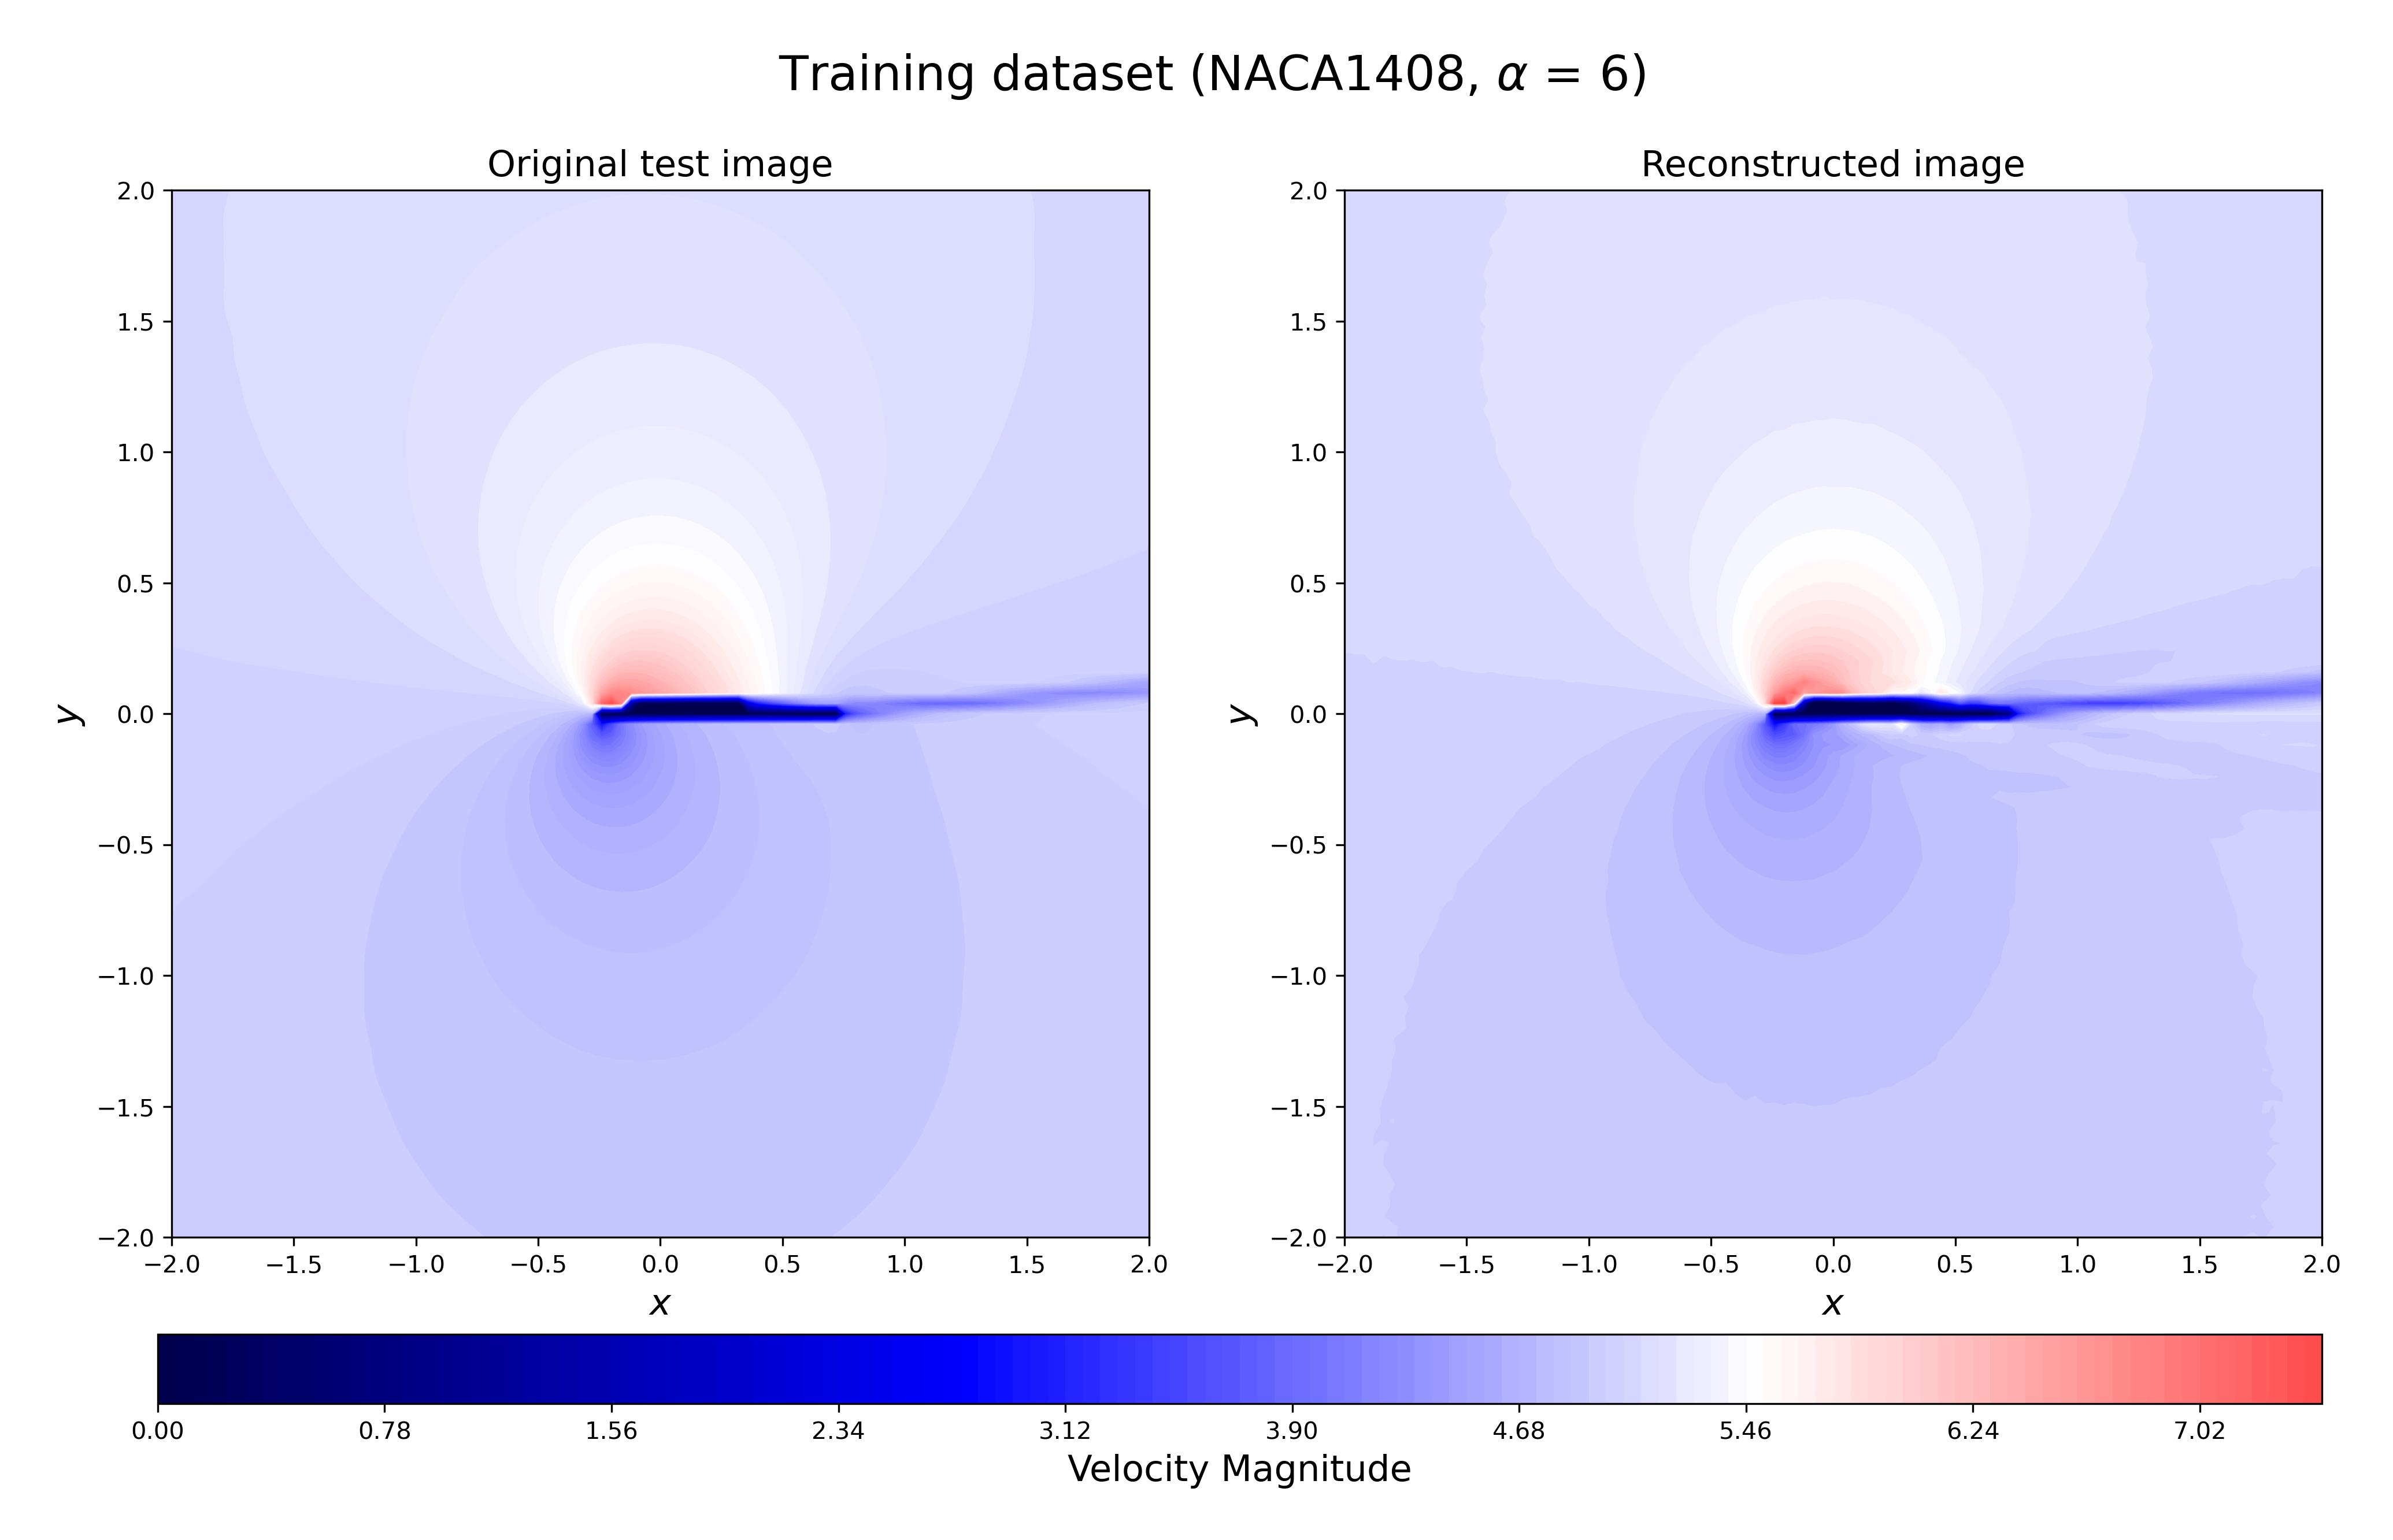 Training dataset (NACA1408, α = 6)
Original test image
Reconstructed image
2.0
1.5
1.0
0.5
0.0
−0.5
−1.0
−1.5
−2.0
y
−2.0 −1.5 −1.0 −0.5 0.0 0.5 1.0 1.5 2.0
x
2.0
1.5
1.0
0.5
0.0
−0.5
−1.0
−1.5
−2.0
y
−2.0 −1.5 −1.0 −0.5 0.0 0.5 1.0 1.5 2.0
x
0.00 0.78 1.56 2.34 3.12 3.90 4.68 5.46 6.24 7.02
Velocity Magnitude